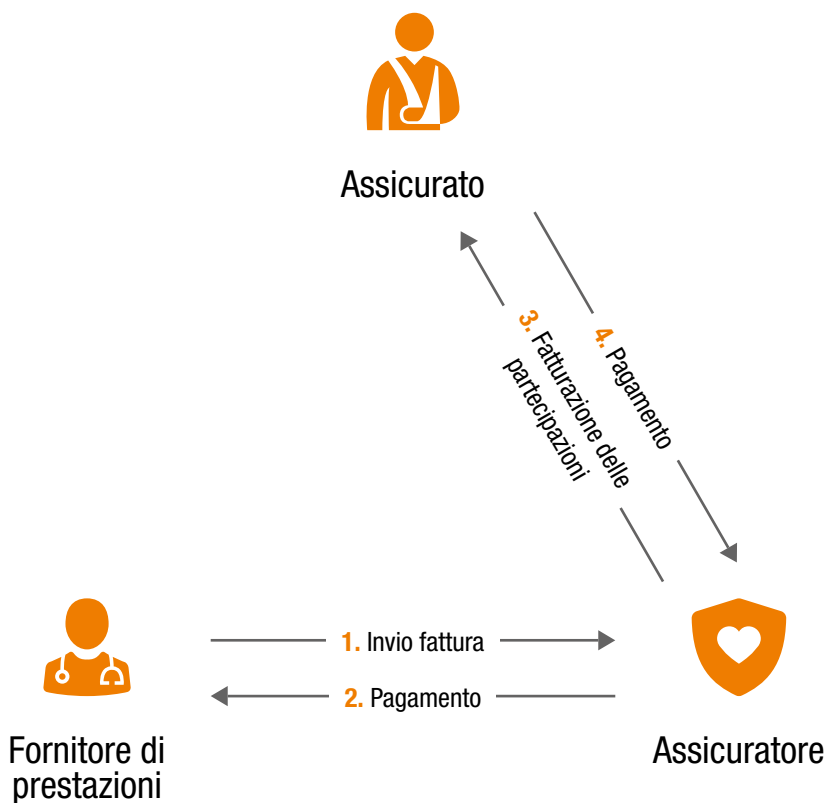 Assicurato
3. Fatturazione delle
partecipazioni
4. Pagamento
1. Invio fattura
2. Pagamento
Fornitore di
prestazioni
Assicuratore